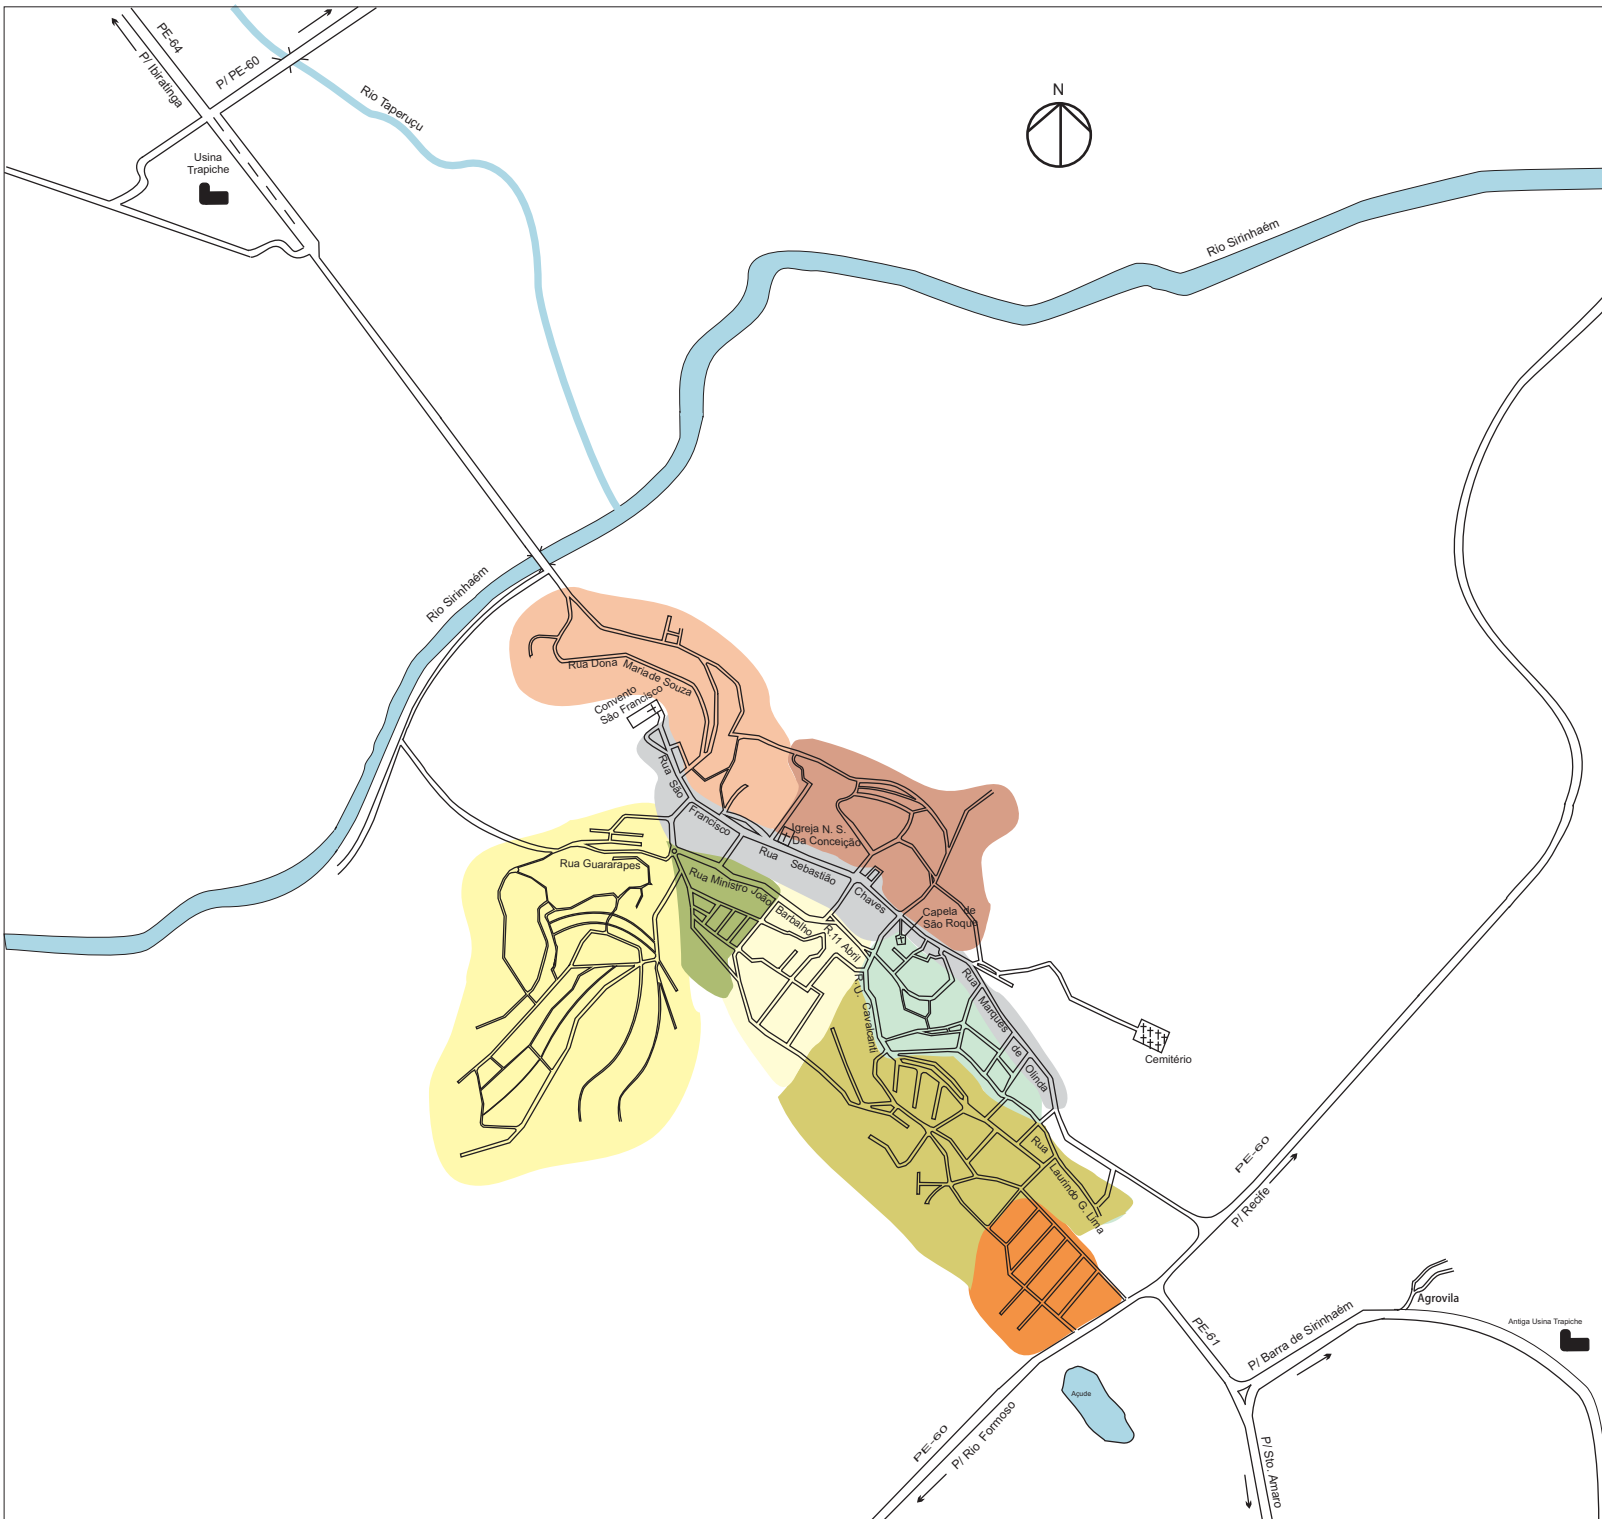 PE-64
P/ Ibiratinga
P/ PE-60
Rio Taperuçu
N
Usina
Trapiche
Rio Sirinhaém
Rio Sirinhaém
Rua Dona Maria de Souza
Convento
São Francisco
Rua São Francisco
Igreja N. S.
Da Conceição
Rua Sebastião Chaves
Rua Guararapes
Rua Ministro João Barbalho
R.11 Abril
Capela de
São Roque
R. U. Cavalcanti
Rua Marques de Olinda
Cemitério
Rua Laurindo G. Lima
PE-60
P/ Recife
Agrovila
PE-61
P/ Barra de Sirinhaém
Antiga Usina Trapiche
Açude
PE-60
P/ Rio Formoso
P/ Sto. Amaro